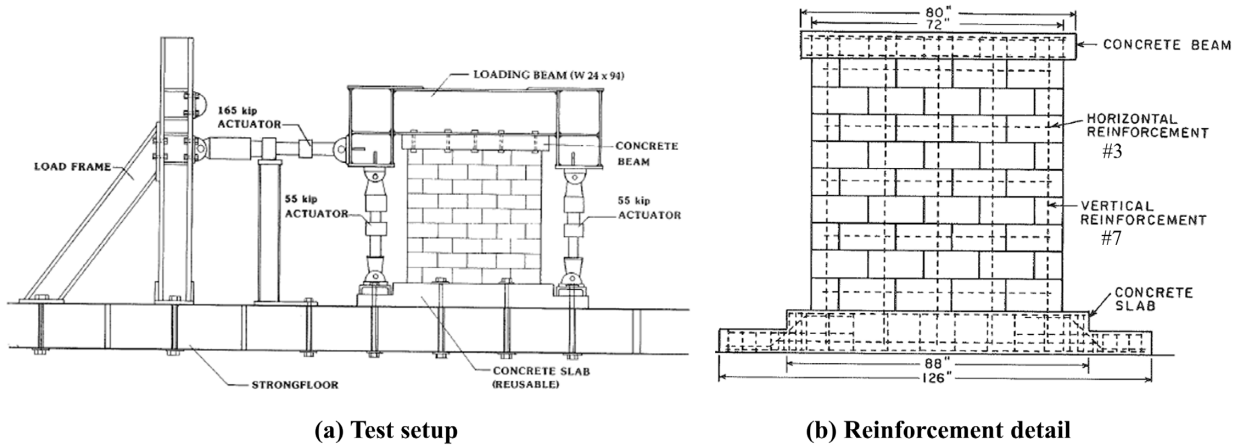 LOADING BEAM (W 24 x 94)
165 kip
ACTUATOR
CONCRETE
BEAM
LOAD FRAME
55 kip
ACTUATOR
55 kip
ACTUATOR
STRONGFLOOR
CONCRETE SLAB
(REUSABLE)
(a) Test setup
80"
72"
CONCRETE BEAM
HORIZONTAL
REINFORCEMENT
#3
VERTICAL
REINFORCEMENT
#7
CONCRETE
SLAB
88"
126"
(b) Reinforcement detail